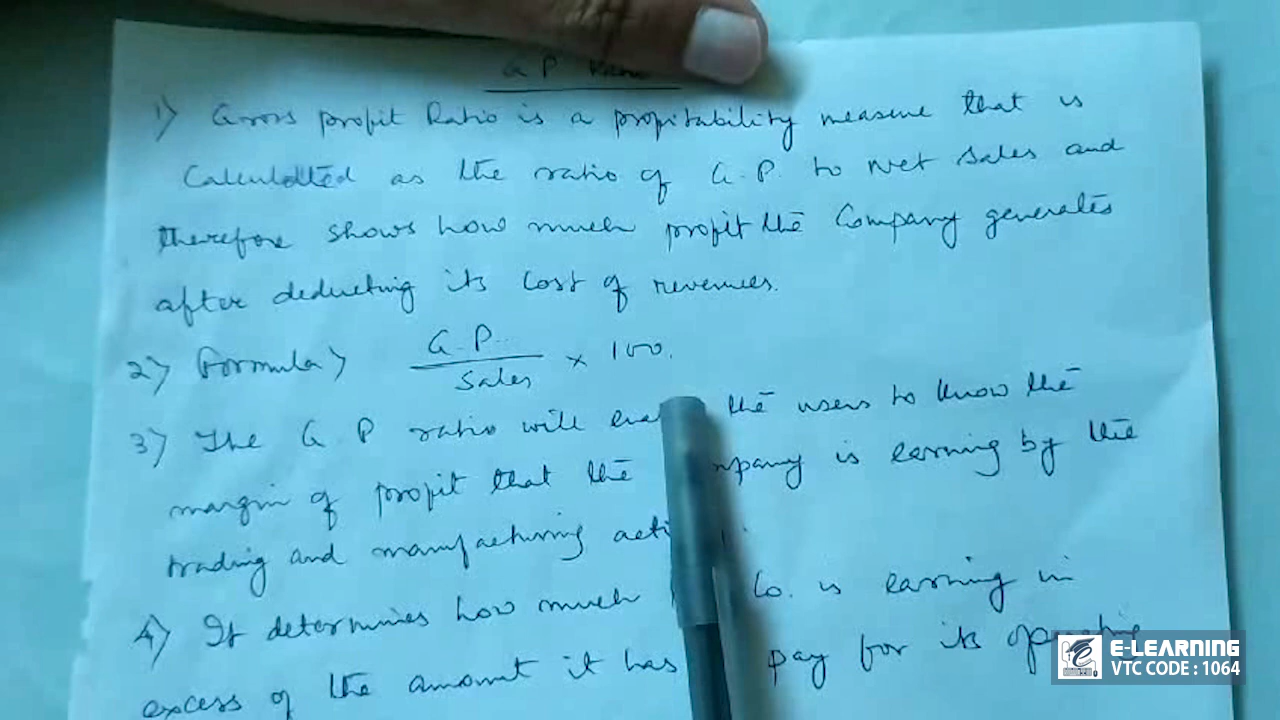 G P
1) Gross profit Ratio is a profitability measure that is
Calculatted as the ratio of G.P. to Net Sales and
therefore shows how much profit the Company generates
after deducting its Cost of revenues.
2) Formula) G.P. / Sales × 100.
3) The G P ratio will the users to know the
margin of profit that the is earning by the
trading and manufacturing
4) It determines how much Co. is earning in
excess of the amount it has pay for its operating
E-LEARNING
VTC CODE : 1064